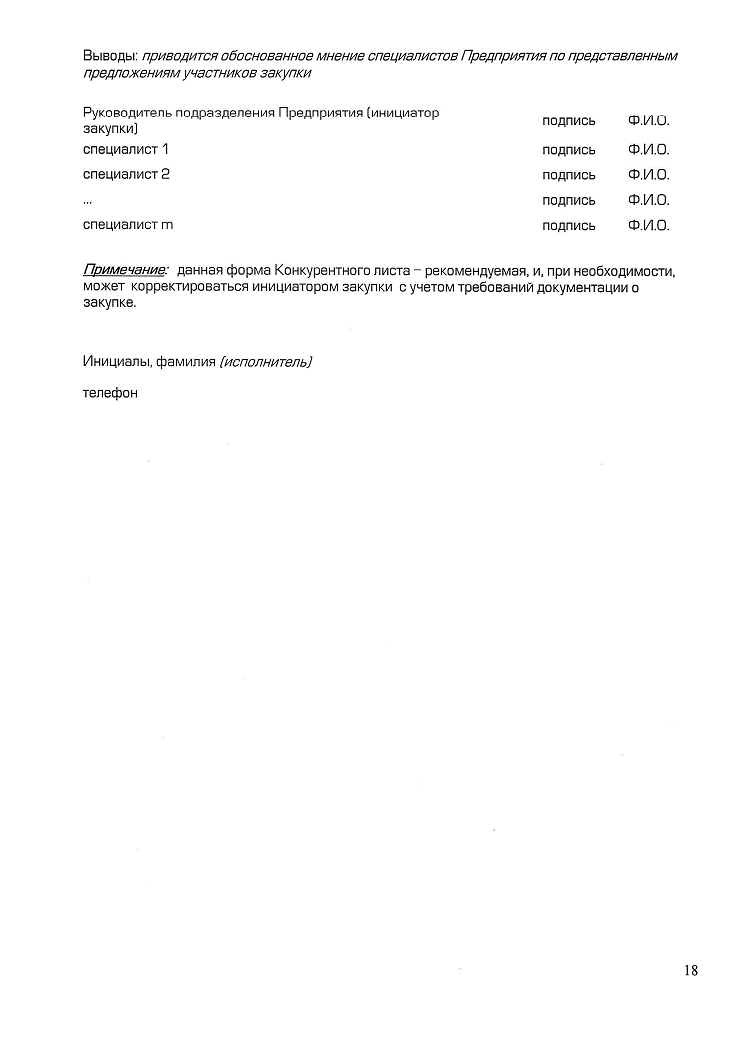 Выводы: приводится обоснованное мнение специалистов Предприятия по представленным
предложениям участников закупки
Руководитель подразделения Предприятия (инициатор
закупки) подпись Ф.И.О.
специалист 1 подпись Ф.И.О.
специалист 2 подпись Ф.И.О.
... подпись Ф.И.О.
специалист m подпись Ф.И.О.
Примечание: данная форма Конкурентного листа – рекомендуемая, и, при необходимости,
может корректироваться инициатором закупки с учетом требований документации о
закупке.
Инициалы, фамилия (исполнитель)
телефон
18